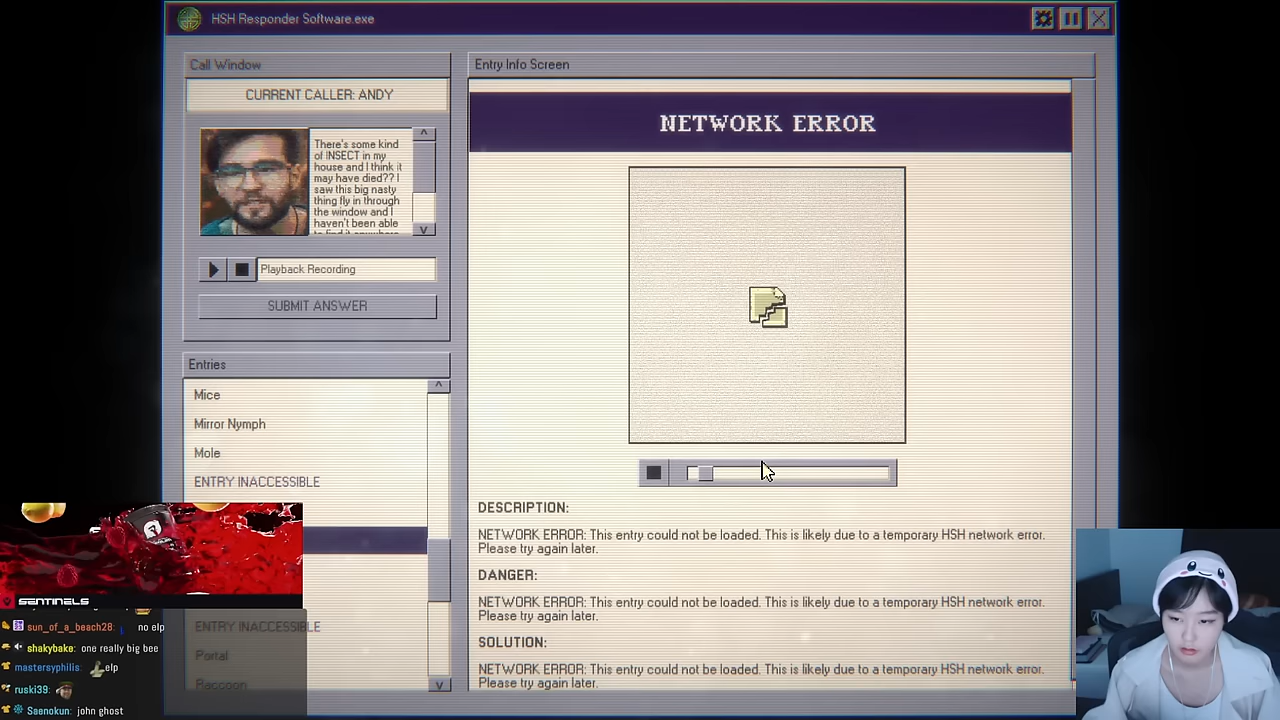 HSH Responder Software.exe
Call Window
CURRENT CALLER: ANDY
There's some kind
of INSECT in my
house and I think it
may have died?? I
saw this big nasty
thing fly in through
the window and I
haven't been able
to find it anywhere
Playback Recording
SUBMIT ANSWER
Entries
Mice
Mirror Nymph
Mole
ENTRY INACCESSIBLE
ENTRY INACCESSIBLE
Portal
Raccoon
Entry Info Screen
NETWORK ERROR
DESCRIPTION:
NETWORK ERROR: This entry could not be loaded. This is likely due to a temporary HSH network error.
Please try again later.
DANGER:
NETWORK ERROR: This entry could not be loaded. This is likely due to a temporary HSH network error.
Please try again later.
SOLUTION:
NETWORK ERROR: This entry could not be loaded. This is likely due to a temporary HSH network error.
Please try again later.
SENTINELS
sun_of_a_beach28: no elp
shakybake: one really big bee
mastersyphilis: elp
ruski39:
Saenokun: john ghost